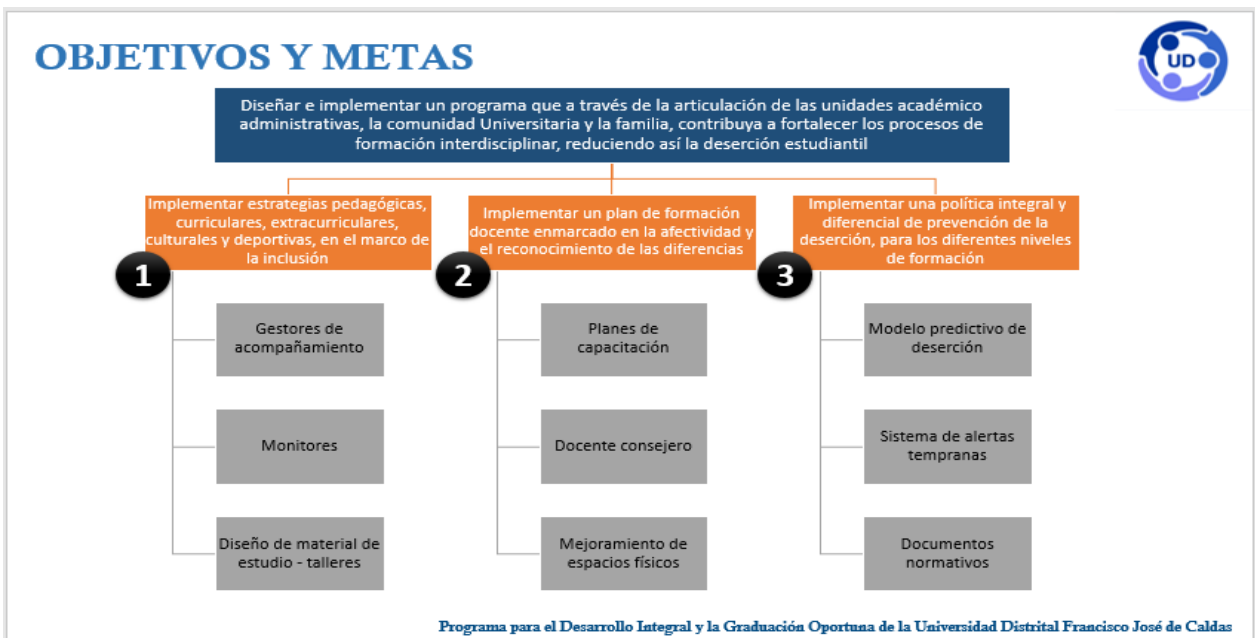 OBJETIVOS Y METAS
UD
Diseñar e implementar un programa que a través de la articulación de las unidades académico
administrativas, la comunidad Universitaria y la familia, contribuya a fortalecer los procesos de
formación interdisciplinar, reduciendo así la deserción estudiantil
Implementar estrategias pedagógicas,
curriculares, extracurriculares,
culturales y deportivas, en el marco de
la inclusión
1
Gestores de
acompañamiento
Monitores
Diseño de material de
estudio - talleres
Implementar un plan de formación
docente enmarcado en la afectividad y
el reconocimiento de las diferencias
2
Planes de
capacitación
Docente consejero
Mejoramiento de
espacios físicos
Implementar una política integral y
diferencial de prevención de la
deserción, para los diferentes niveles
de formación
3
Modelo predictivo de
deserción
Sistema de alertas
tempranas
Documentos
normativos
Programa para el Desarrollo Integral y la Graduación Oportuna de la Universidad Distrital Francisco José de Caldas